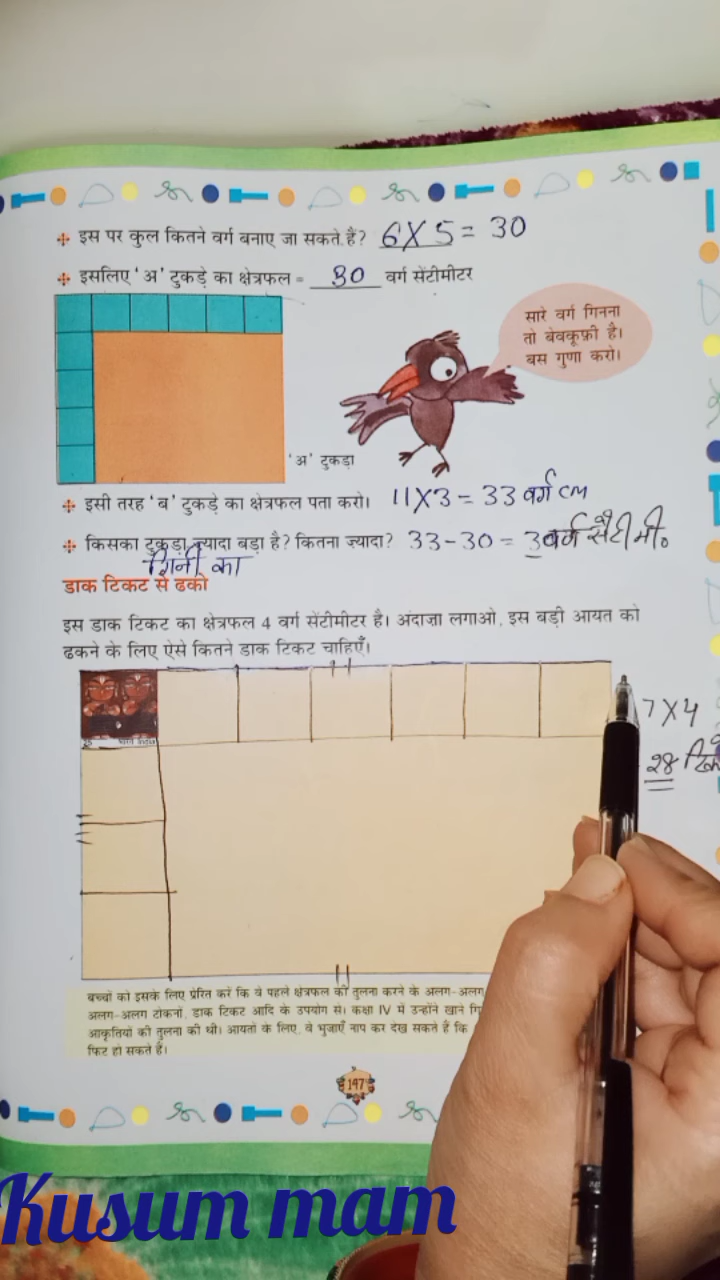 इस पर कुल कितने वर्ग बनाए जा सकते हैं? 6X5 = 30
इसलिए 'अ' टुकड़े का क्षेत्रफल = 30 वर्ग सेंटीमीटर
सारे वर्ग गिनना
तो बेवकूफ़ी है।
बस गुणा करो।
'अ' टुकड़ा
इसी तरह 'ब' टुकड़े का क्षेत्रफल पता करो। 11X3 = 33 वर्ग cm
किसका टुकड़ा ज़्यादा बड़ा है? कितना ज़्यादा? 33-30 = 3 वर्ग सेंटीमी०
गिनी का
डाक टिकट से ढको
इस डाक टिकट का क्षेत्रफल 4 वर्ग सेंटीमीटर है। अंदाज़ा लगाओ, इस बड़ी आयत को
ढकने के लिए ऐसे कितने डाक टिकट चाहिएँ।
7X4
28
भारत
बच्चों को इसके लिए प्रेरित करें कि वे पहले क्षेत्रफल की तुलना करने के अलग-अलग
अलग-अलग टोकनों, डाक टिकट आदि के उपयोग से। कक्षा IV में उन्होंने खाने
आकृतियों की तुलना की थी। आयतों के लिए, वे भुजाएँ नाप कर देख सकते हैं कि
फिट हो सकते हैं।
147
Kusum mam